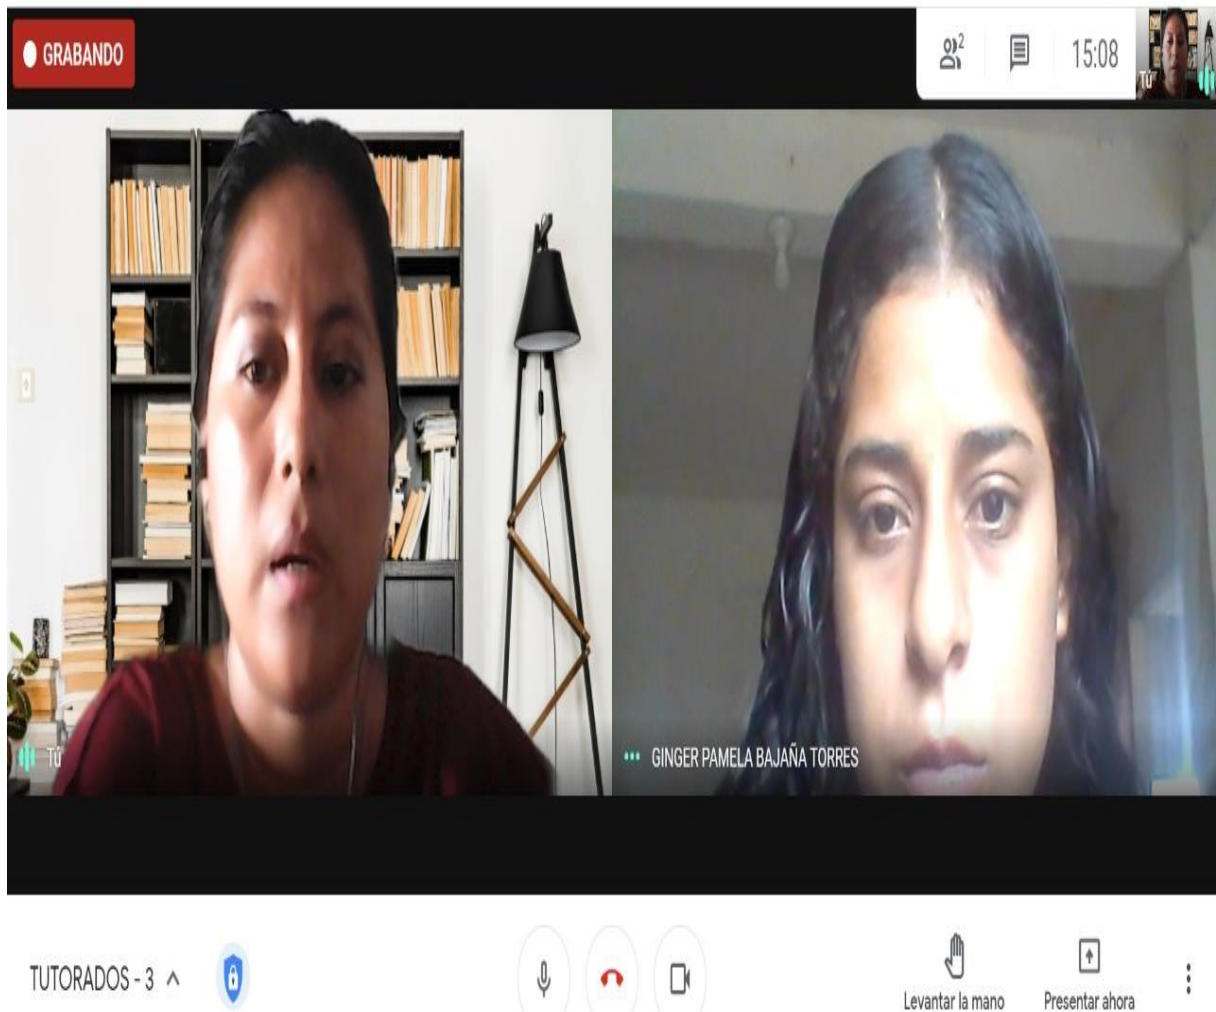 GRABANDO
2
15:08
Tú
Tú
GINGER PAMELA BAJAÑA TORRES
TUTORADOS - 3
Levantar la mano
Presentar ahora